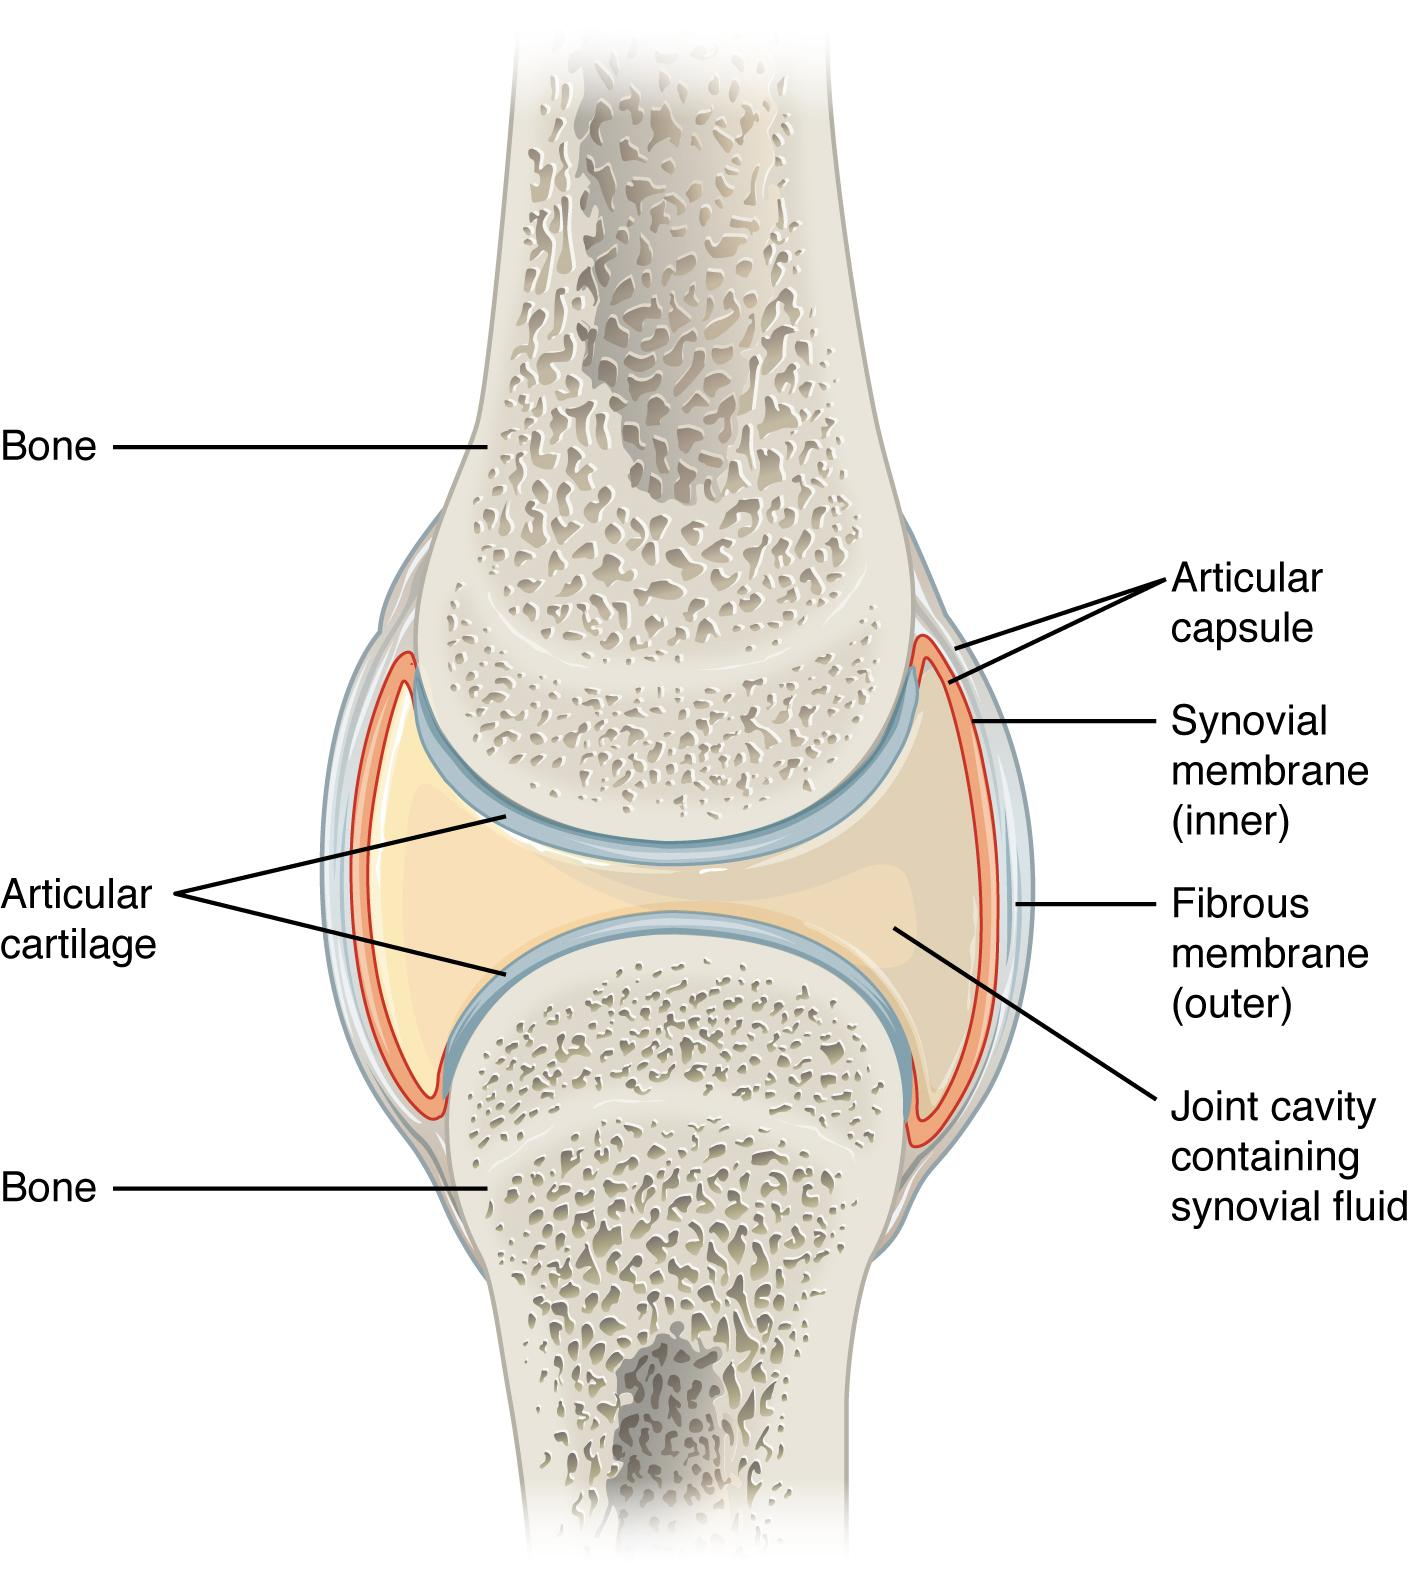 Bone
Articular
cartilage
Bone
Articular
capsule
Synovial
membrane
(inner)
Fibrous
membrane
(outer)
Joint cavity
containing
synovial fluid